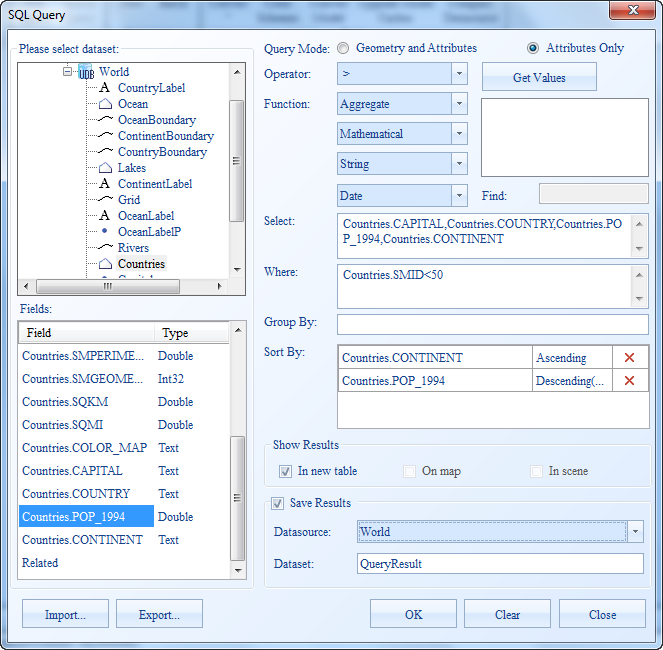 SQL Query
Please select dataset:
World
CountryLabel
Ocean
OceanBoundary
ContinentBoundary
CountryBoundary
Lakes
ContinentLabel
Grid
OceanLabel
OceanLabelP
Rivers
Countries
Fields:
Field Type
Countries.SMPERIME... Double
Countries.SMGEOME... Int32
Countries.SQKM Double
Countries.SQMI Double
Countries.COLOR_MAP Text
Countries.CAPITAL Text
Countries.COUNTRY Text
Countries.POP_1994 Double
Countries.CONTINENT Text
Related
Query Mode: Geometry and Attributes Attributes Only
Operator: > Get Values
Function: Aggregate
Mathematical
String
Date Find:
Select: Countries.CAPITAL,Countries.COUNTRY,Countries.PO
P_1994,Countries.CONTINENT
Where: Countries.SMID<50
Group By:
Sort By: Countries.CONTINENT Ascending
Countries.POP_1994 Descending(...
Show Results
In new table On map In scene
Save Results
Datasource: World
Dataset: QueryResult
Import... Export... OK Clear Close